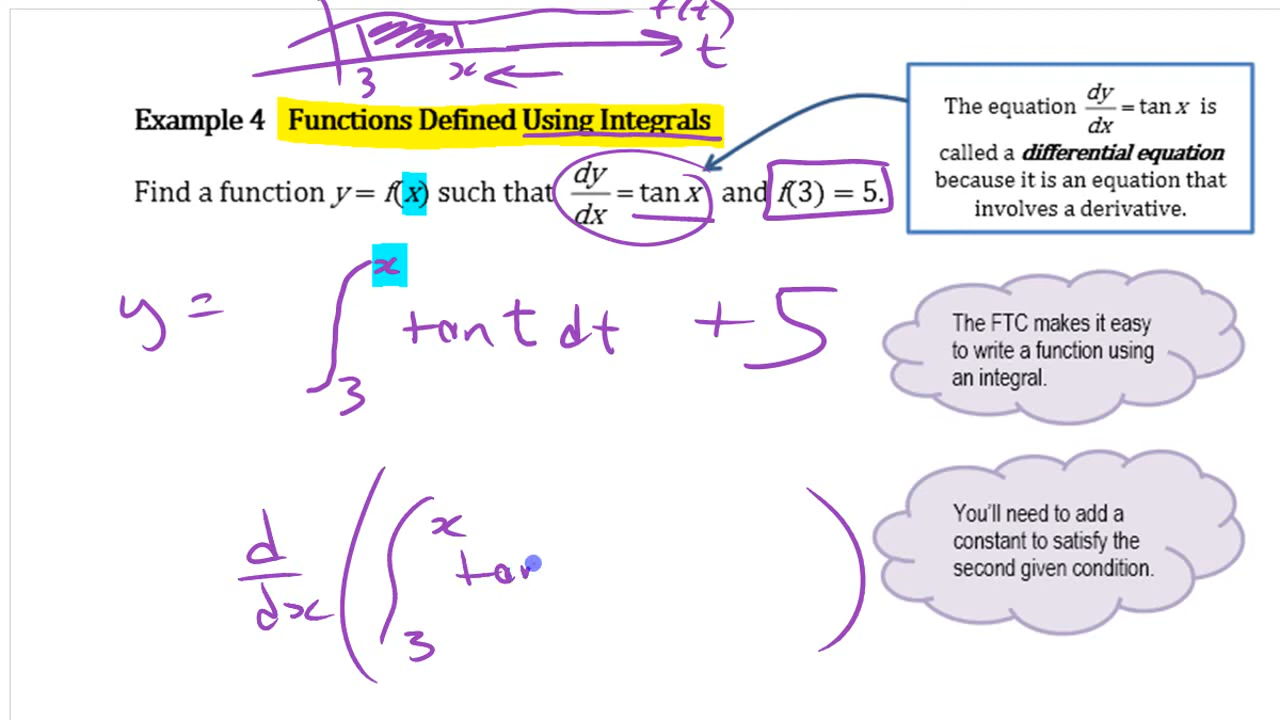 f(t)
t
3 x
Example 4 Functions Defined Using Integrals
Find a function y = f(x) such that dy/dx = tan x and f(3) = 5.
The equation dy/dx = tan x is
called a differential equation
because it is an equation that
involves a derivative.
y = ∫₃ˣ tan t dt + 5
The FTC makes it easy
to write a function using
an integral.
d/dx ( ∫₃ˣ tan )
You'll need to add a
constant to satisfy the
second given condition.